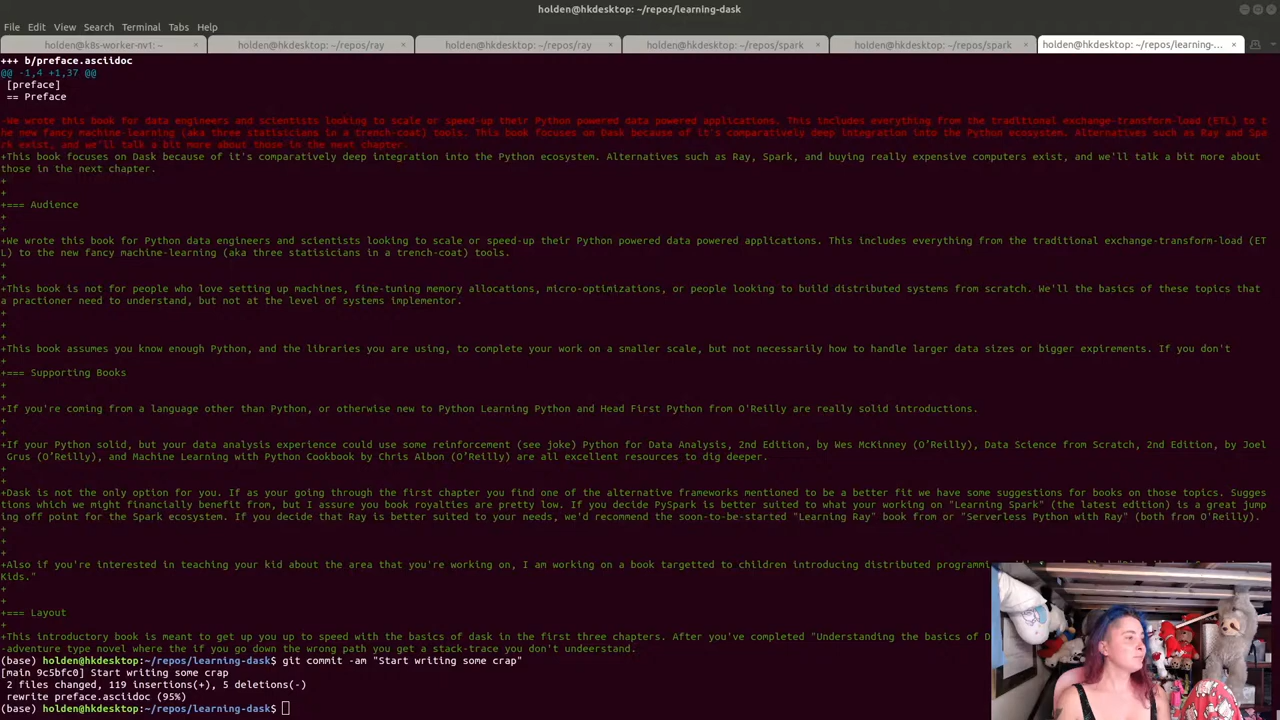 holden@hkdesktop: ~/repos/learning-dask
File Edit View Search Terminal Tabs Help
holden@k8s-worker-nv1: ~ holden@hkdesktop: ~/repos/ray holden@hkdesktop: ~/repos/ray holden@hkdesktop: ~/repos/spark holden@hkdesktop: ~/repos/spark holden@hkdesktop: ~/repos/learning-...
+++ b/preface.asciidoc
@@ -1,4 +1,37 @@
[preface]
== Preface
-We wrote this book for data engineers and scientists looking to scale or speed-up their Python powered data powered applications. This includes everything from the traditional exchange-transform-load (ETL) to t
he new fancy machine-learning (aka three statisticians in a trench-coat) tools. This book focuses on Dask because of it's comparatively deep integration into the Python ecosystem. Alternatives such as Ray and Spa
rk exist, and we'll talk a bit more about those in the next chapter.
+This book focuses on Dask because of it's comparatively deep integration into the Python ecosystem. Alternatives such as Ray, Spark, and buying really expensive computers exist, and we'll talk a bit more about
those in the next chapter.
+
+
+=== Audience
+
+
+We wrote this book for Python data engineers and scientists looking to scale or speed-up their Python powered data powered applications. This includes everything from the traditional exchange-transform-load (ET
L) to the new fancy machine-learning (aka three statisicians in a trench-coat) tools.
+
+
+This book is not for people who love setting up machines, fine-tuning memory allocations, micro-optimizations, or people looking to build distributed systems from scratch. We'll the basics of these topics that
a practioner need to understand, but not at the level of systems implementor.
+
+
+
+This book assumes you know enough Python, and the libraries you are using, to complete your work on a smaller scale, but not necessarily how to handle larger data sizes or bigger expirements. If you don't
+
+=== Supporting Books
+
+
+If you're coming from a language other than Python, or otherwise new to Python Learning Python and Head First Python from O'Reilly are really solid introductions.
+
+
+If your Python solid, but your data analysis experience could use some reinforcement (see joke) Python for Data Analysis, 2nd Edition, by Wes McKinney (O’Reilly), Data Science from Scratch, 2nd Edition, by Joel
Grus (O’Reilly), and Machine Learning with Python Cookbook by Chris Albon (O’Reilly) are all excellent resources to dig deeper.
+
+
+Dask is not the only option for you. If as your going through the first chapter you find one of the alternative frameworks mentioned to be a better fit we have some suggestions for books on those topics. Sugges
tions which we might financially benefit from, but I assure you book royalties are pretty low. If you decide PySpark is better suited to what your working on "Learning Spark" (the latest edition) is a great jump
ing off point for the Spark ecosystem. If you decide that Ray is better suited to your needs, we'd recommend the soon-to-be-started "Learning Ray" book from or "Serverless Python with Ray" (both from O'Reilly).
+
+
+
+Also if you're interested in teaching your kid about the area that you're working on, I am working on a book targetted to children introducing distributed
Kids."
+
+
+=== Layout
+
+This introductory book is meant to get up you up to speed with the basics of dask in the first three chapters. After you've completed "Understanding the basics of
-adventure type novel where the if you go down the wrong path you get a stack-trace you don't undeerstand.
(base) holden@hkdesktop:~/repos/learning-dask$ git commit -am "Start writing some crap"
[main 9c5bfc0] Start writing some crap
2 files changed, 119 insertions(+), 5 deletions(-)
rewrite preface.asciidoc (95%)
(base) holden@hkdesktop:~/repos/learning-dask$